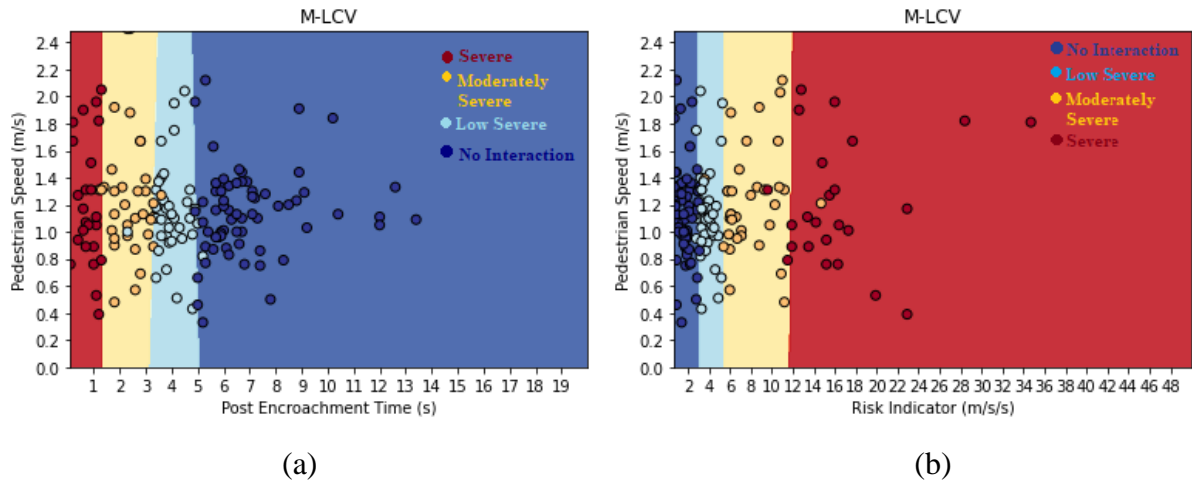 M-LCV
2.4
2.2
2.0
1.8
1.6
1.4
1.2
1.0
0.8
0.6
0.4
0.2
0.0
Pedestrian Speed (m/s)
Severe
Moderately
Severe
Low Severe
No Interaction
1 2 3 4 5 6 7 8 9 10 11 12 13 14 15 16 17 18 19
Post Encroachment Time (s)
(a)
M-LCV
2.4
2.2
2.0
1.8
1.6
1.4
1.2
1.0
0.8
0.6
0.4
0.2
0.0
Pedestrian Speed (m/s)
No Interaction
Low Severe
Moderately
Severe
Severe
2 4 6 8 10 12 14 16 18 20 22 24 26 28 30 32 34 36 38 40 42 44 46 48
Risk Indicator (m/s/s)
(b)